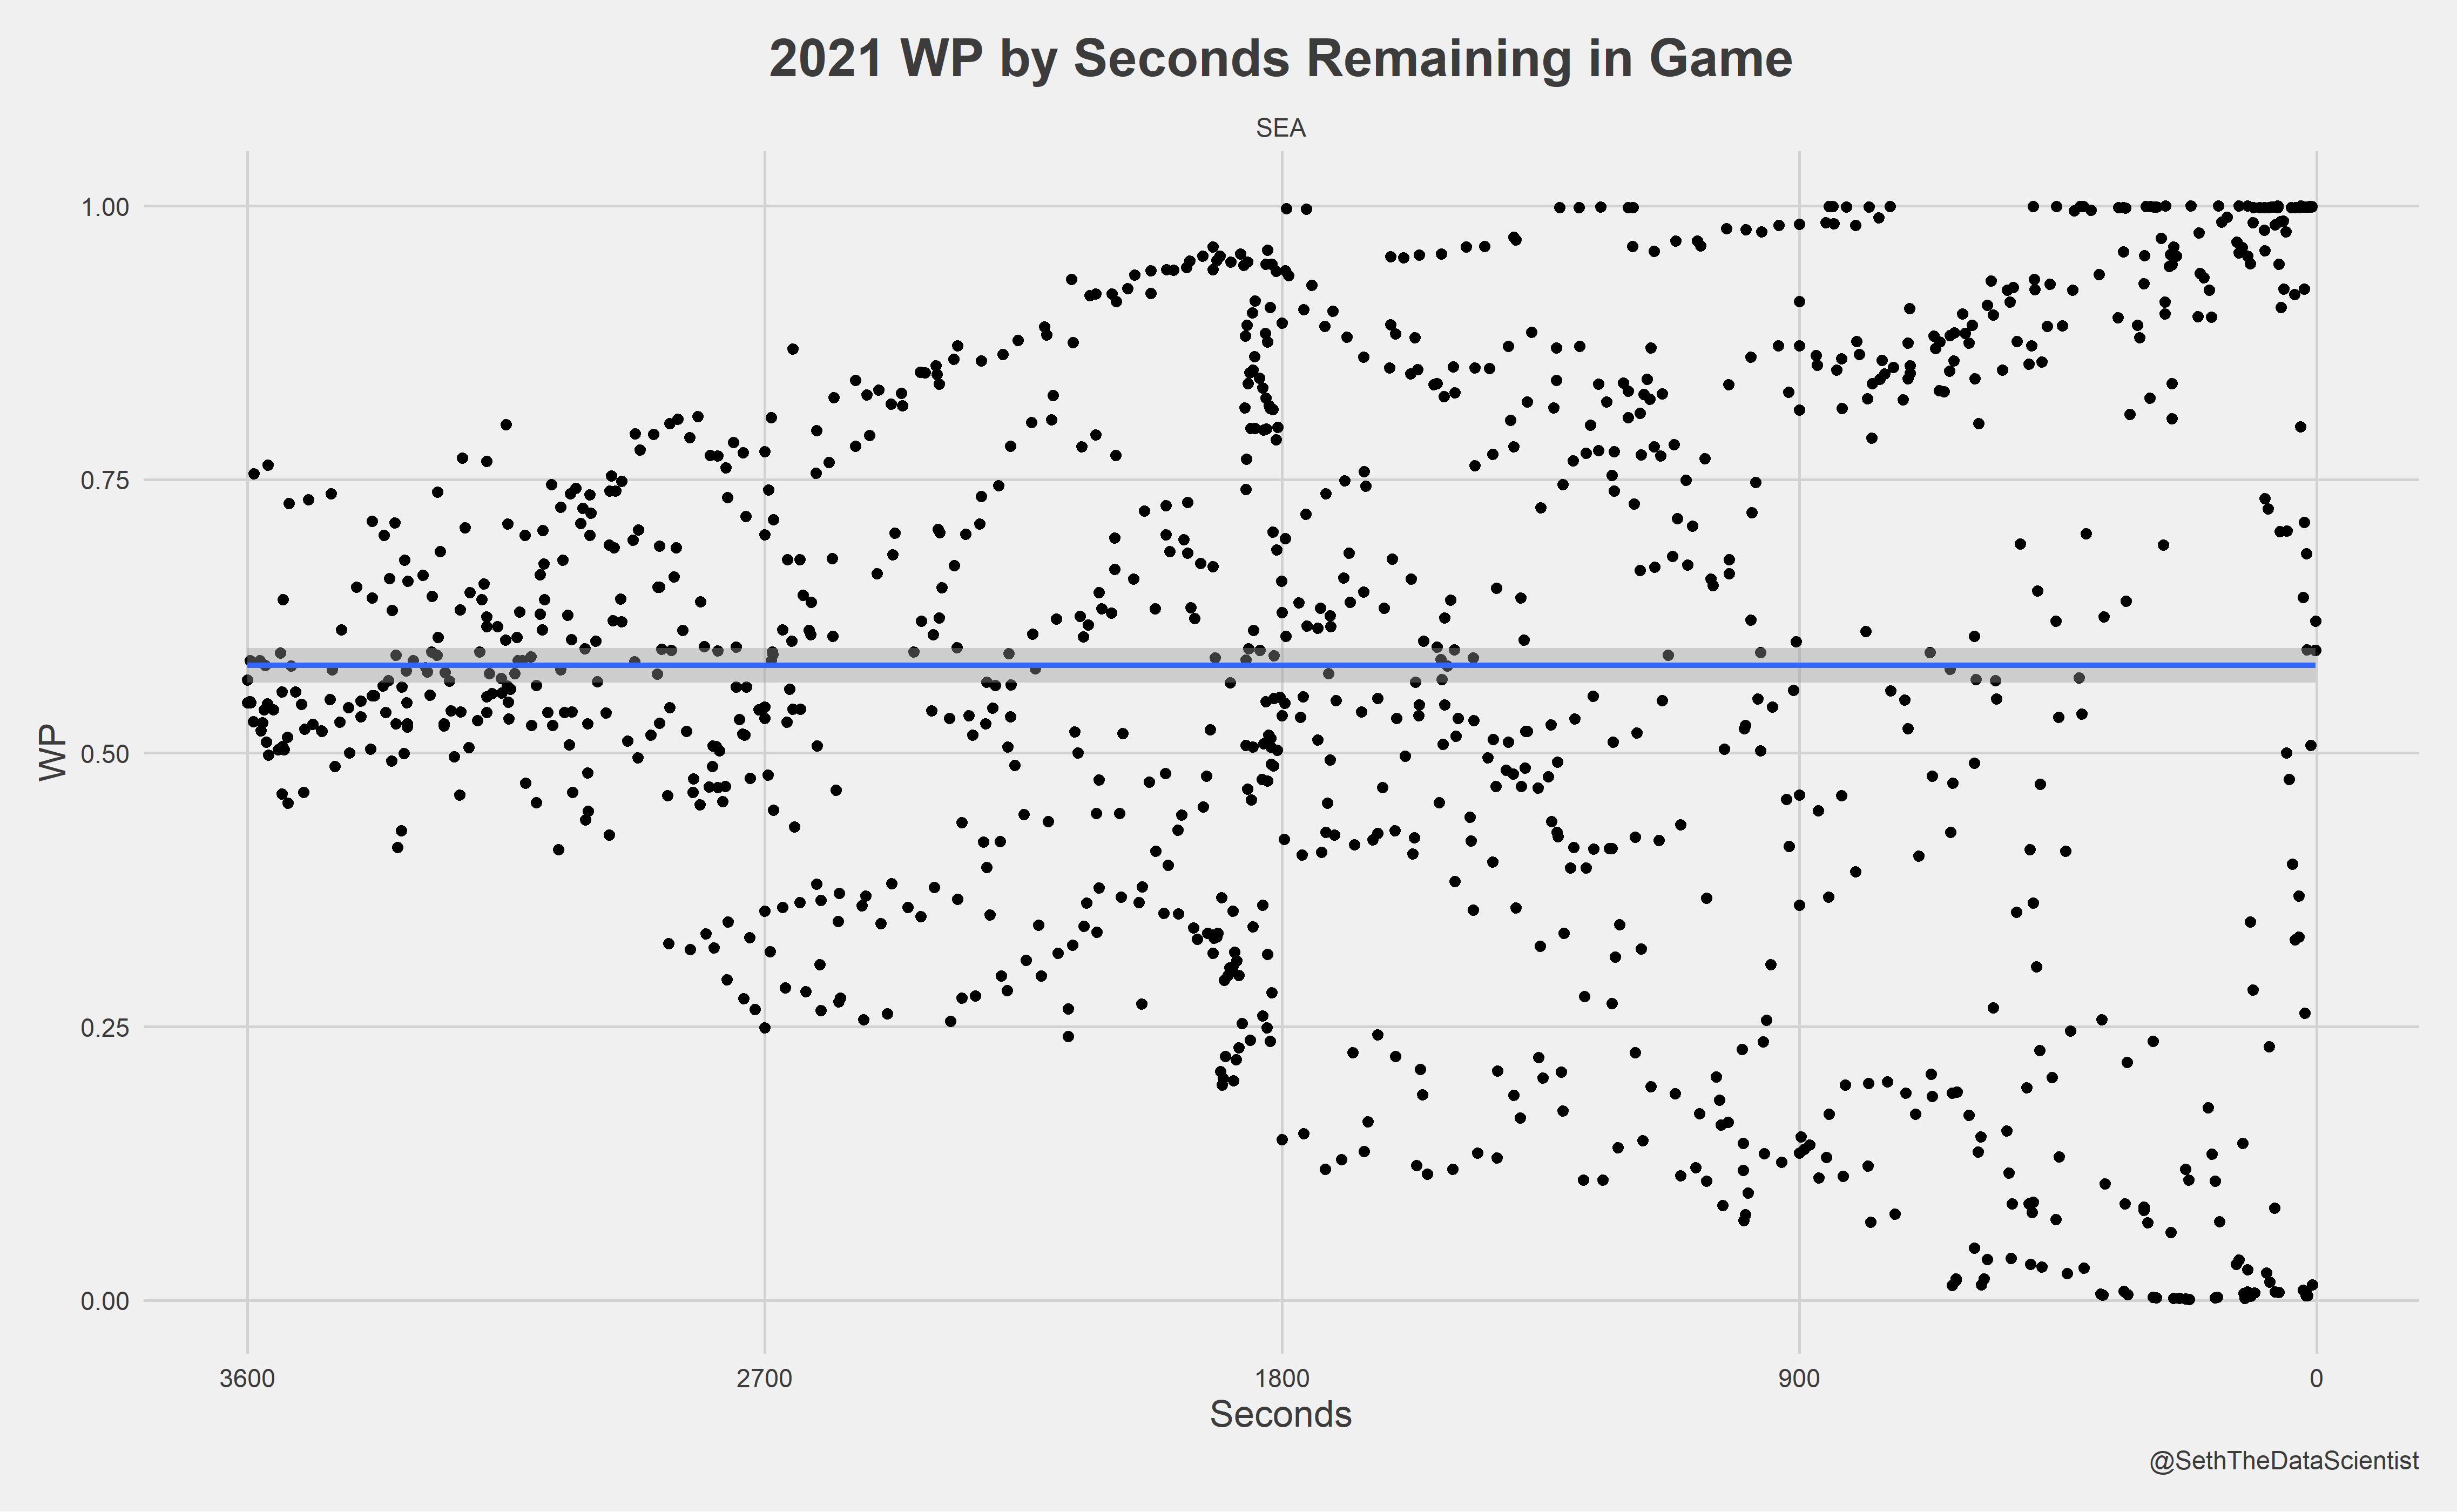 2021 WP by Seconds Remaining in Game
SEA
1.00
0.75
0.50
0.25
0.00
WP
3600 2700 1800 900 0
Seconds
@SethTheDataScientist